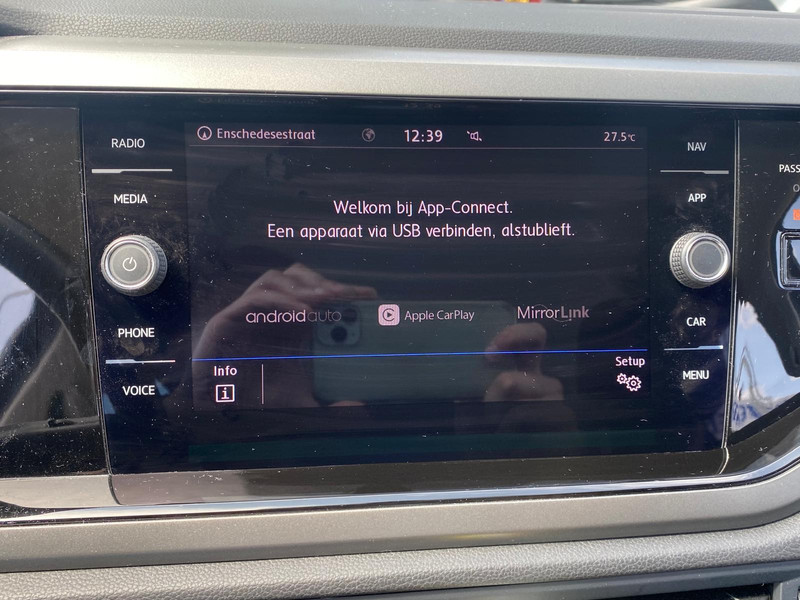 RADIO
MEDIA
PHONE
VOICE
Enschedesestraat
12:39
27.5°C
Welkom bij App-Connect.
Een apparaat via USB verbinden, alstublieft.
androidauto
Apple CarPlay
MirrorLink
Info
i
Setup
NAV
APP
CAR
MENU
PASS